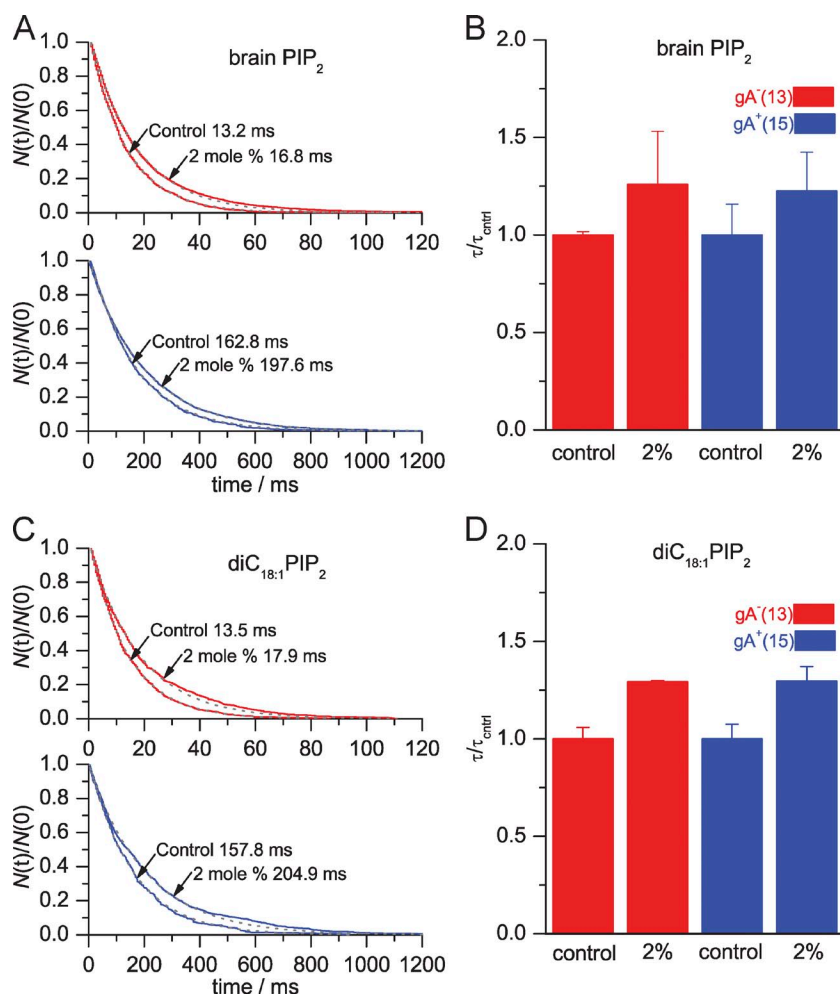 A
brain PIP2
N(t)/N(0)
1.0
0.8
0.6
0.4
0.2
0.0
Control 13.2 ms
2 mole % 16.8 ms
0 20 40 60 80 100 120
N(t)/N(0)
1.0
0.8
0.6
0.4
0.2
0.0
Control 162.8 ms
2 mole % 197.6 ms
0 200 400 600 800 1000 1200
time / ms
B
brain PIP2
gA-(13)
gA+(15)
τ/τcntrl
2.0
1.5
1.0
0.5
0.0
control 2% control 2%
C
diC18:1PIP2
N(t)/N(0)
1.0
0.8
0.6
0.4
0.2
0.0
Control 13.5 ms
2 mole % 17.9 ms
0 20 40 60 80 100 120
N(t)/N(0)
1.0
0.8
0.6
0.4
0.2
0.0
Control 157.8 ms
2 mole % 204.9 ms
0 200 400 600 800 1000 1200
time / ms
D
diC18:1PIP2
gA-(13)
gA+(15)
τ/τcntrl
2.0
1.5
1.0
0.5
0.0
control 2% control 2%